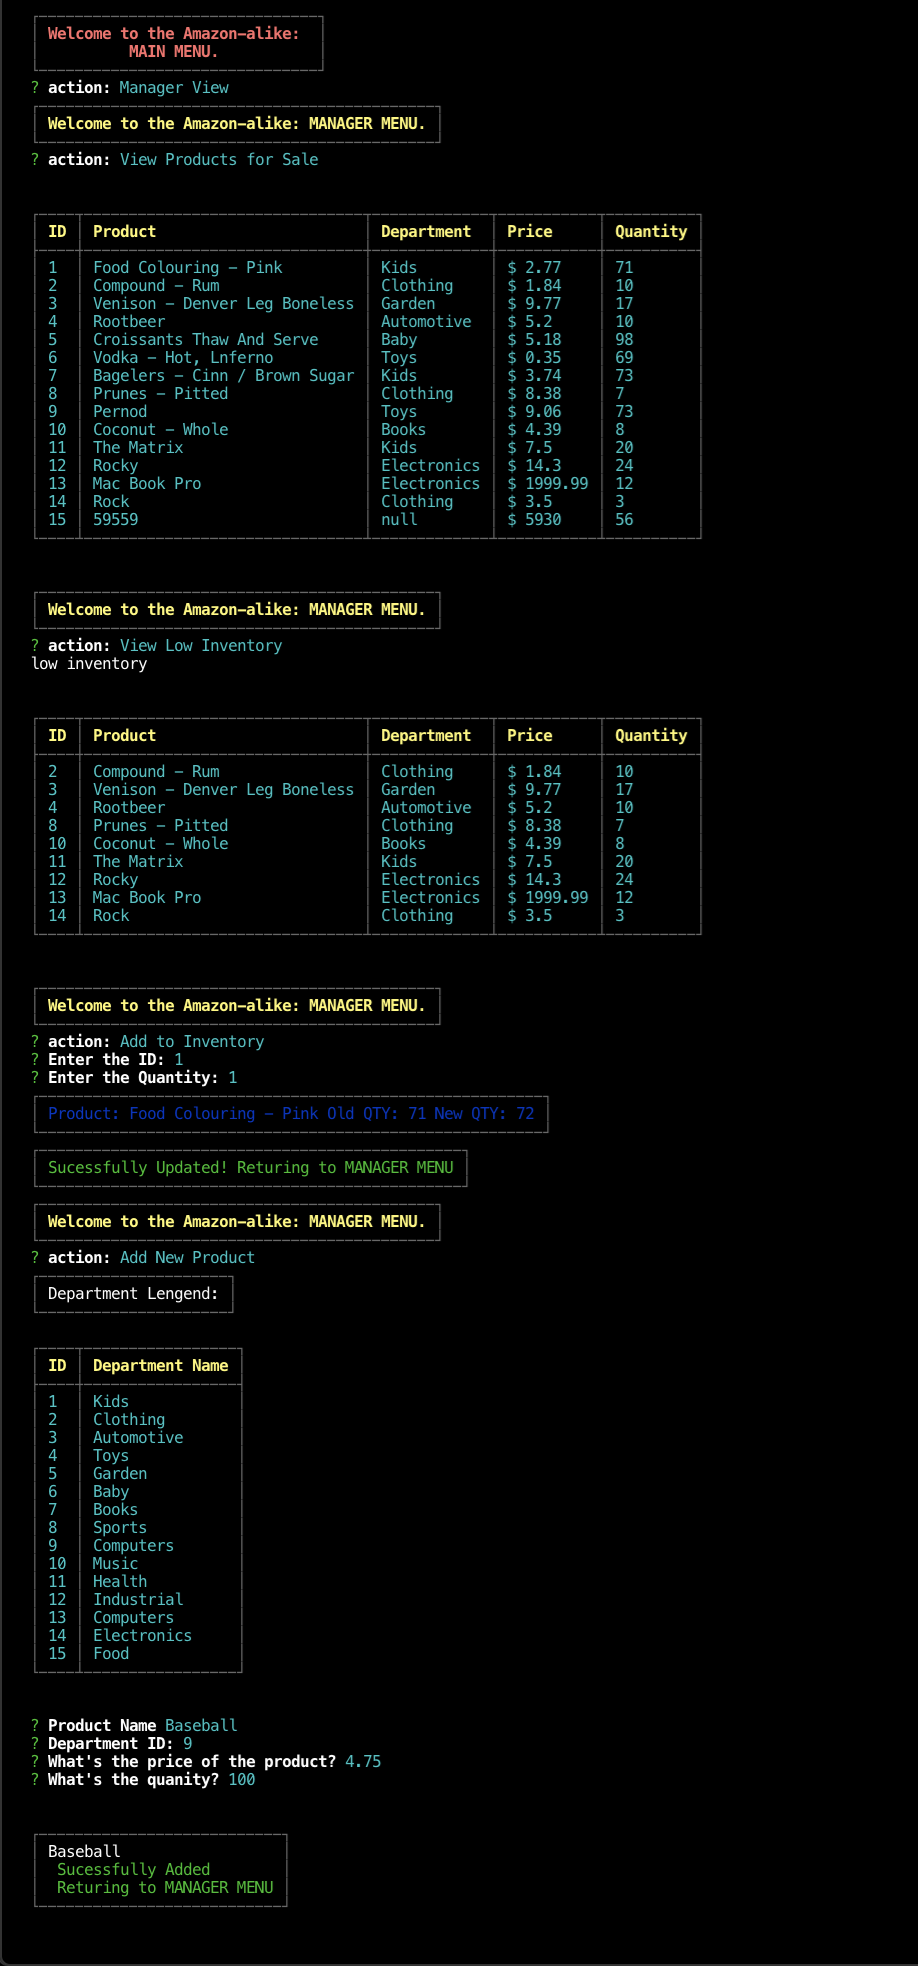 Welcome to the Amazon-alike:
MAIN MENU.
? action: Manager View
Welcome to the Amazon-alike: MANAGER MENU.
? action: View Products for Sale
ID Product Department Price Quantity
1 Food Colouring - Pink Kids $ 2.77 71
2 Compound - Rum Clothing $ 1.84 10
3 Venison - Denver Leg Boneless Garden $ 9.77 17
4 Rootbeer Automotive $ 5.2 10
5 Croissants Thaw And Serve Baby $ 5.18 98
6 Vodka - Hot, Lnferno Toys $ 0.35 69
7 Bagelers - Cinn / Brown Sugar Kids $ 3.74 73
8 Prunes - Pitted Clothing $ 8.38 7
9 Pernod Toys $ 9.06 73
10 Coconut - Whole Books $ 4.39 8
11 The Matrix Kids $ 7.5 20
12 Rocky Electronics $ 14.3 24
13 Mac Book Pro Electronics $ 1999.99 12
14 Rock Clothing $ 3.5 3
15 59559 null $ 5930 56
Welcome to the Amazon-alike: MANAGER MENU.
? action: View Low Inventory
low inventory
ID Product Department Price Quantity
2 Compound - Rum Clothing $ 1.84 10
3 Venison - Denver Leg Boneless Garden $ 9.77 17
4 Rootbeer Automotive $ 5.2 10
8 Prunes - Pitted Clothing $ 8.38 7
10 Coconut - Whole Books $ 4.39 8
11 The Matrix Kids $ 7.5 20
12 Rocky Electronics $ 14.3 24
13 Mac Book Pro Electronics $ 1999.99 12
14 Rock Clothing $ 3.5 3
Welcome to the Amazon-alike: MANAGER MENU.
? action: Add to Inventory
? Enter the ID: 1
? Enter the Quantity: 1
Product: Food Colouring - Pink Old QTY: 71 New QTY: 72
Sucessfully Updated! Returing to MANAGER MENU
Welcome to the Amazon-alike: MANAGER MENU.
? action: Add New Product
Department Lengend:
ID Department Name
1 Kids
2 Clothing
3 Automotive
4 Toys
5 Garden
6 Baby
7 Books
8 Sports
9 Computers
10 Music
11 Health
12 Industrial
13 Computers
14 Electronics
15 Food
? Product Name Baseball
? Department ID: 9
? What's the price of the product? 4.75
? What's the quanity? 100
Baseball
Sucessfully Added
Returing to MANAGER MENU